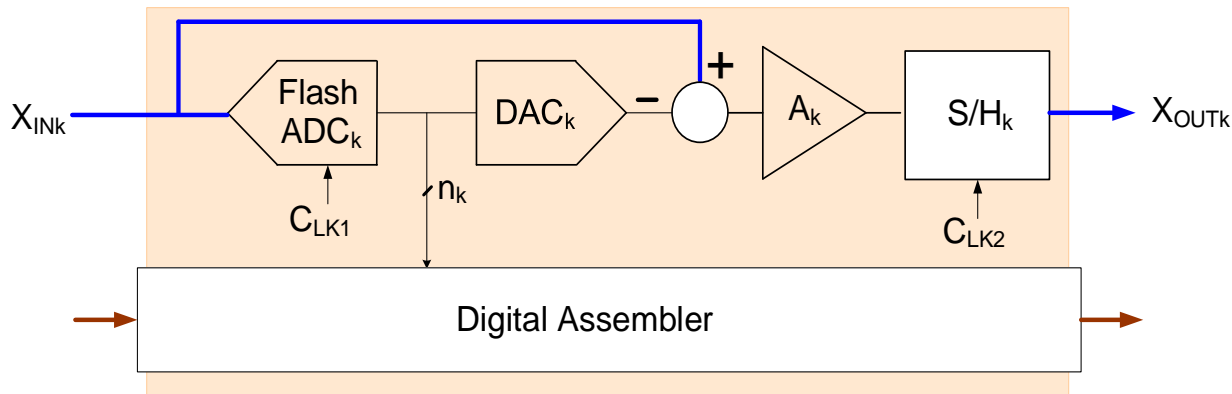 X_INk
Flash
ADC_k
DAC_k
-
+
A_k
S/H_k
X_OUTk
n_k
C_LK1
C_LK2
Digital Assembler